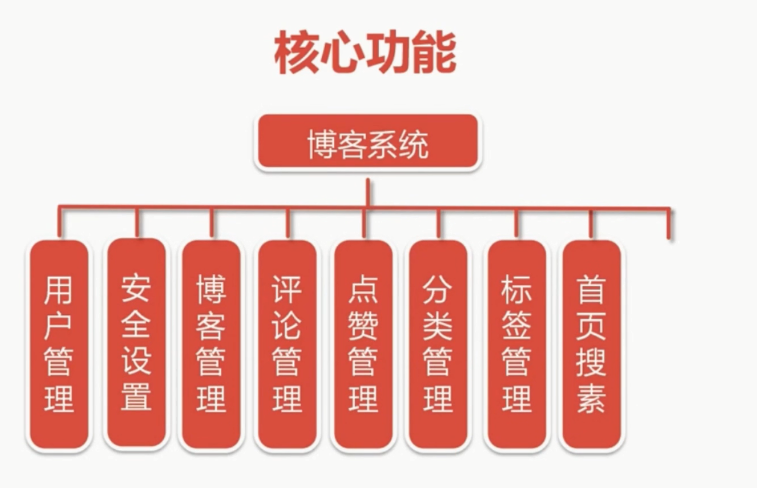 核心功能
博客系统
用户管理
安全设置
博客管理
评论管理
点赞管理
分类管理
标签管理
首页搜素